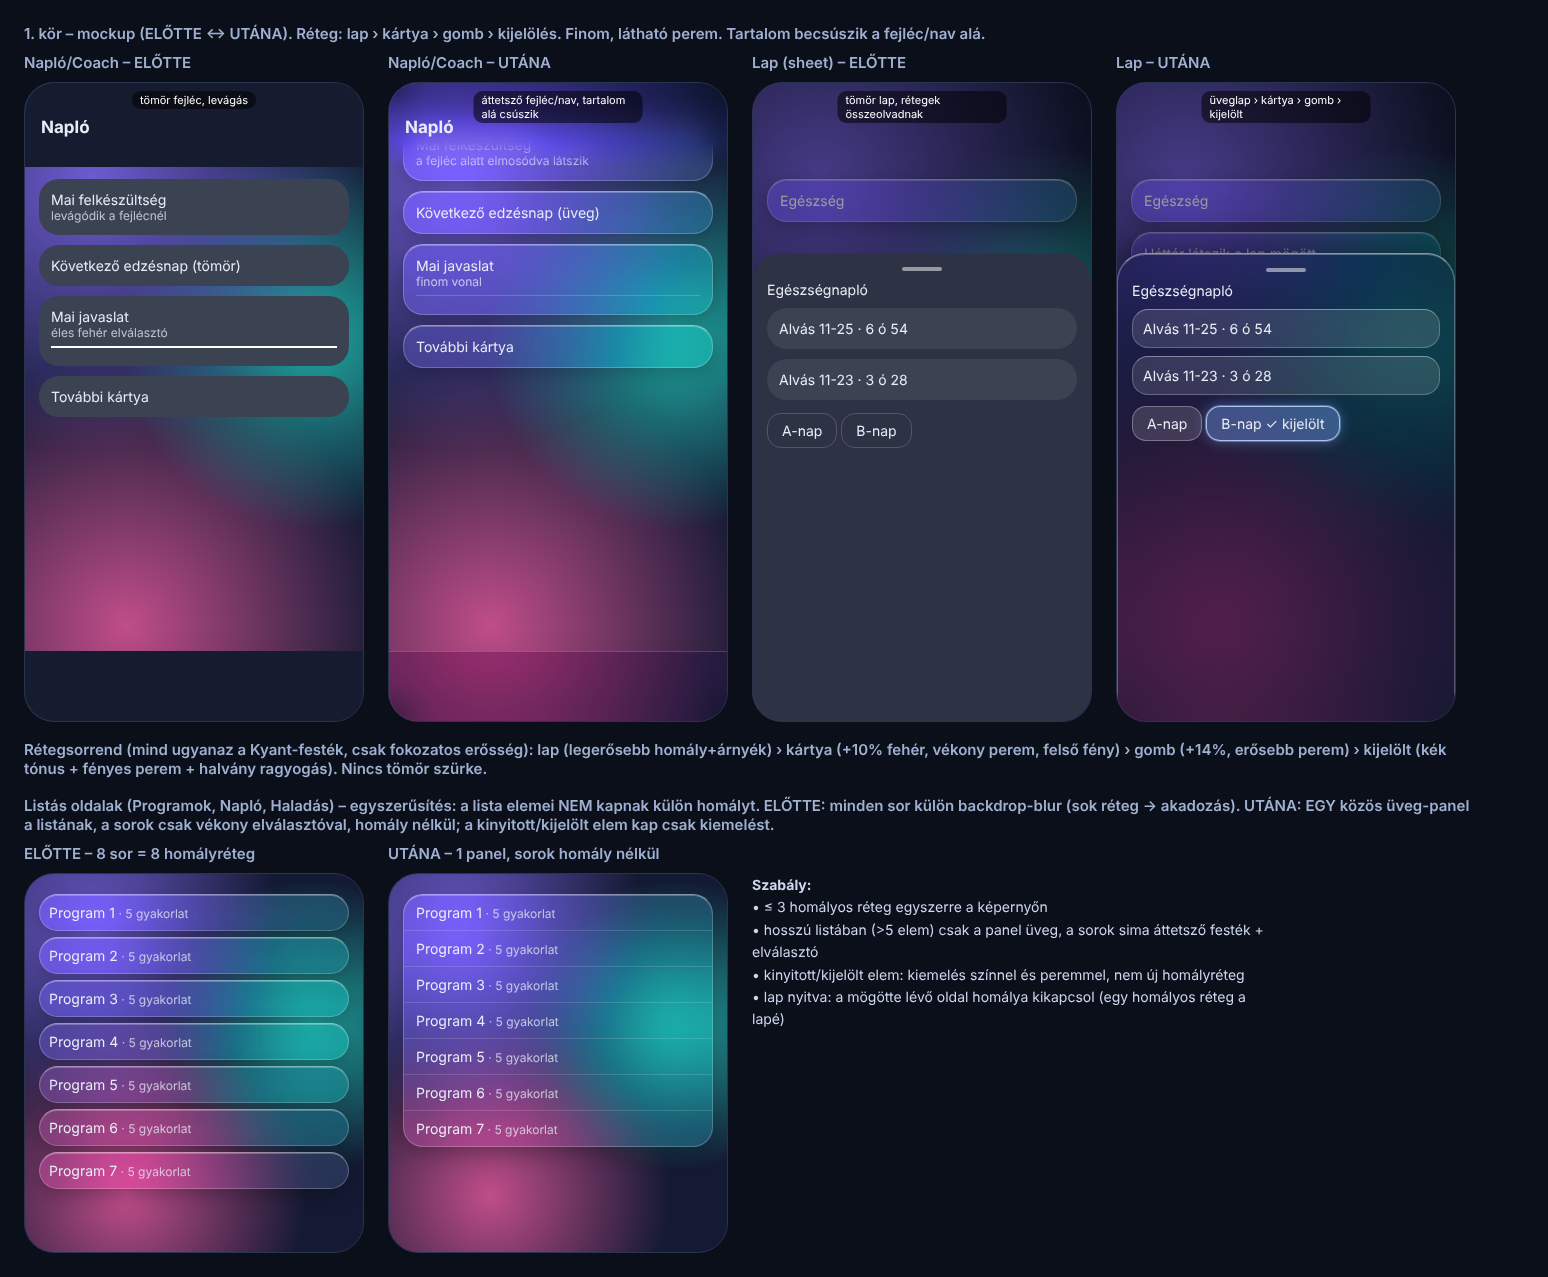 1. kör – mockup (ELŐTTE ↔ UTÁNA). Réteg: lap › kártya › gomb › kijelölés. Finom, látható perem. Tartalom becsúszik a fejléc/nav alá.
Napló/Coach – ELŐTTE
tömör fejléc, levágás
Napló
Mai felkészültség
levágódik a fejlécnél
Következő edzésnap (tömör)
Mai javaslat
éles fehér elválasztó
További kártya
Napló/Coach – UTÁNA
áttetsző fejléc/nav, tartalom
alá csúszik
Napló
Mai felkészültség
a fejléc alatt elmosódva látszik
Következő edzésnap (üveg)
Mai javaslat
finom vonal
További kártya
Lap (sheet) – ELŐTTE
tömör lap, rétegek
összeolvadnak
Egészség
Egészségnapló
Alvás 11-25 · 6 ó 54
Alvás 11-23 · 3 ó 28
A-nap
B-nap
Lap – UTÁNA
üveglap › kártya › gomb ›
kijelölt
Egészség
Háttér látszik a lap mögött
Egészségnapló
Alvás 11-25 · 6 ó 54
Alvás 11-23 · 3 ó 28
A-nap
B-nap ✓ kijelölt
Rétegsorrend (mind ugyanaz a Kyant-festék, csak fokozatos erősség): lap (legerősebb homály+árnyék) › kártya (+10% fehér, vékony perem, felső fény) › gomb (+14%, erősebb perem) › kijelölt (kék
tónus + fényes perem + halvány ragyogás). Nincs tömör szürke.
Listás oldalak (Programok, Napló, Haladás) – egyszerűsítés: a lista elemei NEM kapnak külön homályt. ELŐTTE: minden sor külön backdrop-blur (sok réteg → akadozás). UTÁNA: EGY közös üveg-panel
a listának, a sorok csak vékony elválasztóval, homály nélkül; a kinyitott/kijelölt elem kap csak kiemelést.
ELŐTTE – 8 sor = 8 homályréteg
Program 1 · 5 gyakorlat
Program 2 · 5 gyakorlat
Program 3 · 5 gyakorlat
Program 4 · 5 gyakorlat
Program 5 · 5 gyakorlat
Program 6 · 5 gyakorlat
Program 7 · 5 gyakorlat
UTÁNA – 1 panel, sorok homály nélkül
Program 1 · 5 gyakorlat
Program 2 · 5 gyakorlat
Program 3 · 5 gyakorlat
Program 4 · 5 gyakorlat
Program 5 · 5 gyakorlat
Program 6 · 5 gyakorlat
Program 7 · 5 gyakorlat
Szabály:
• ≤ 3 homályos réteg egyszerre a képernyőn
• hosszú listában (>5 elem) csak a panel üveg, a sorok sima áttetsző festék +
elválasztó
• kinyitott/kijelölt elem: kiemelés színnel és peremmel, nem új homályréteg
• lap nyitva: a mögötte lévő oldal homálya kikapcsol (egy homályos réteg a
lapé)